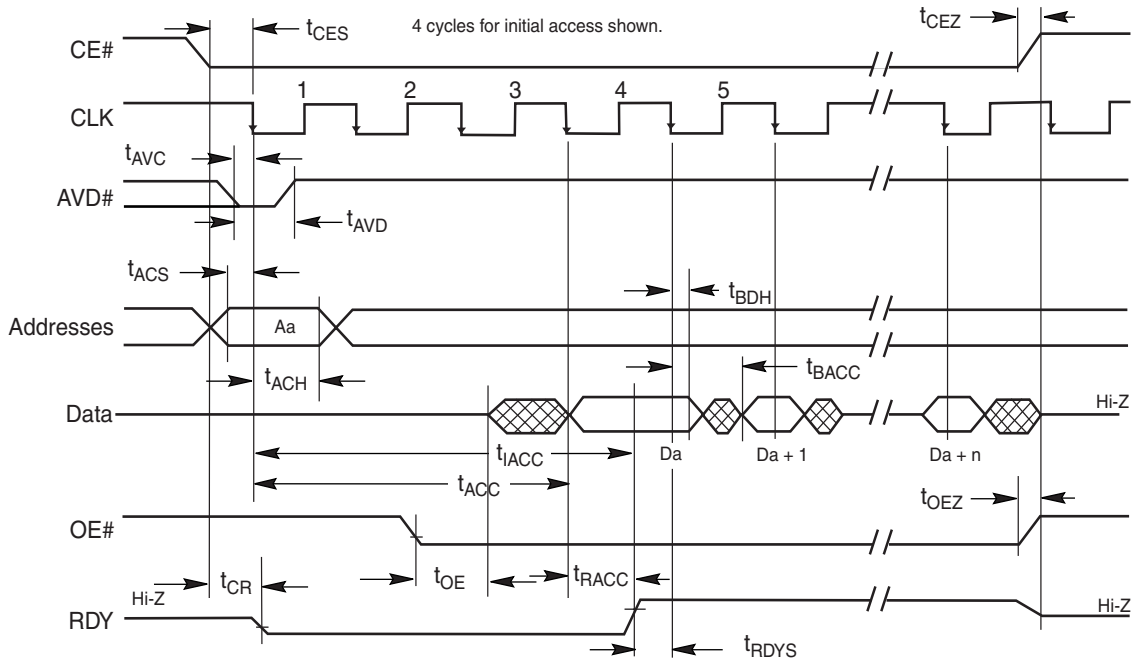 tCES
4 cycles for initial access shown.
tCEZ
CE#
1 2 3 4 5
CLK
tAVC
AVD#
tAVD
tACS
tBDH
Aa
Addresses
tBACC
tACH
Data
Hi-Z
tIACC
Da
Da + 1
Da + n
tACC
tOEZ
OE#
tCR
tOE
tRACC
Hi-Z
Hi-Z
RDY
tRDYS